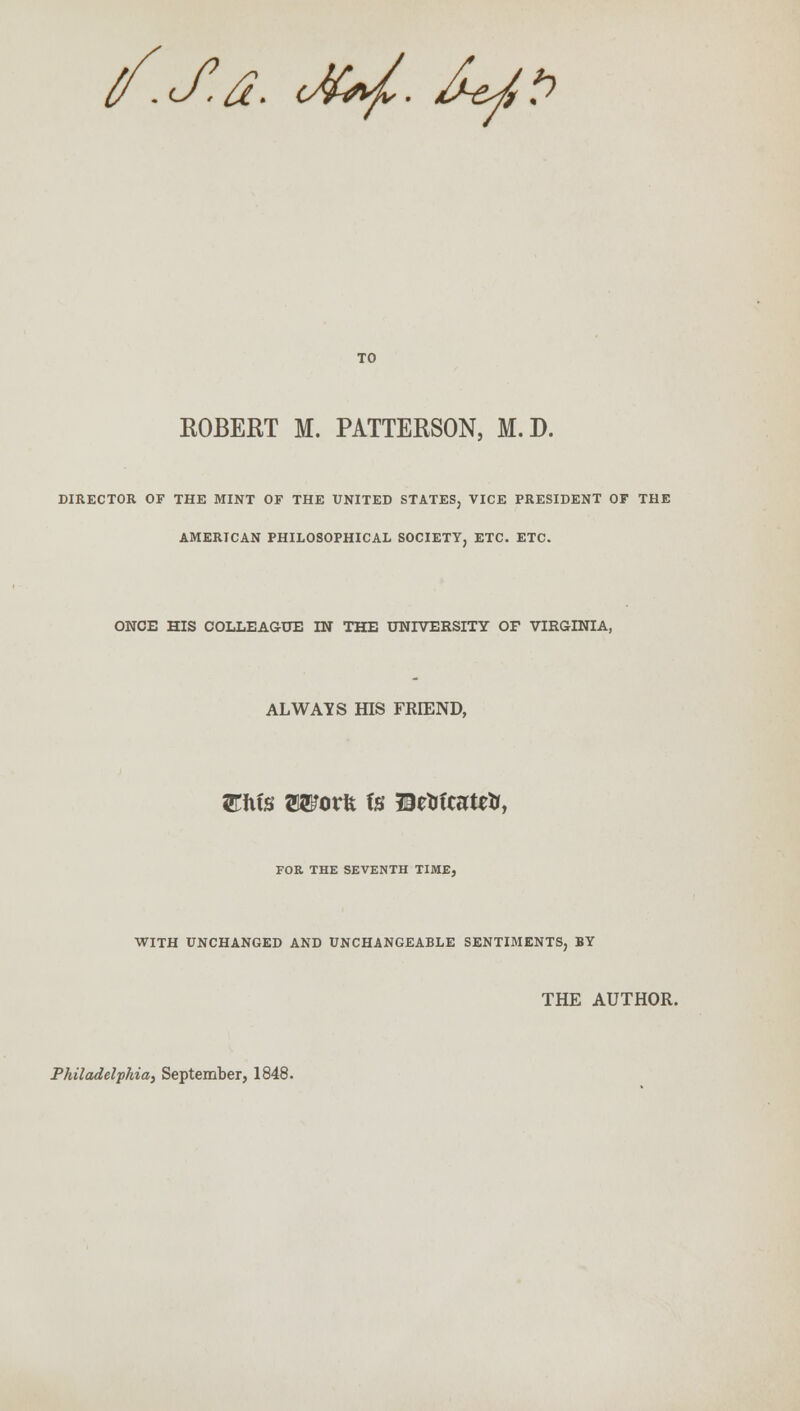 U.S.A. Hosp. Dept.
TO
ROBERT M. PATTERSON, M.D.
DIRECTOR OF THE MINT OF THE UNITED STATES, VICE PRESIDENT OF THE
AMERICAN PHILOSOPHICAL SOCIETY, ETC. ETC.
ONCE HIS COLLEAGUE IN THE UNIVERSITY OF VIRGINIA,
ALWAYS HIS FRIEND,
This Work is Dedicated,
FOR THE SEVENTH TIME,
WITH UNCHANGED AND UNCHANGEABLE SENTIMENTS, BY
THE AUTHOR.
Philadelphia, September, 1848.